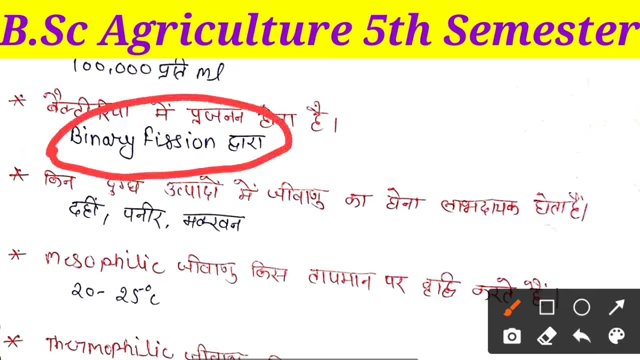 B.Sc Agriculture 5th Semester
100,000 प्रति ml
* बैक्टीरिया में प्रजनन होता है।
Binary fission द्वारा
* किन दुग्ध उत्पादो में जीवाणु का होना लाभदायक होता हैं।
दहीं, पनीर, मक्खन
* Mesophilic जीवाणु किस तापमान पर वृद्धि करते हैं।
20-25°C
* Thermophilic जीवाणु